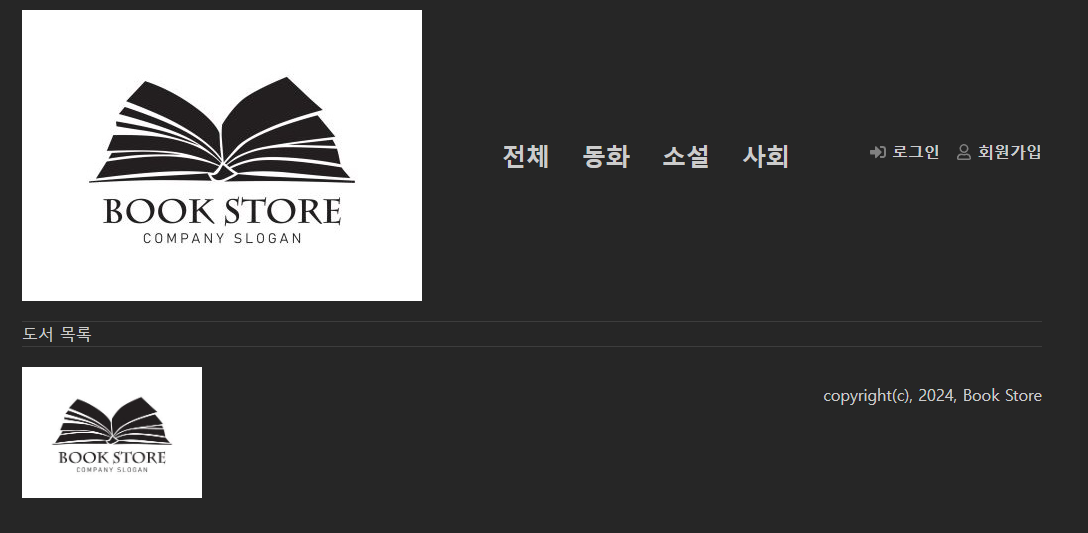 BOOK STORE
COMPANY SLOGAN
전체 동화 소설 사회
로그인 회원가입
도서 목록
BOOK STORE
COMPANY SLOGAN
copyright(c), 2024, Book Store